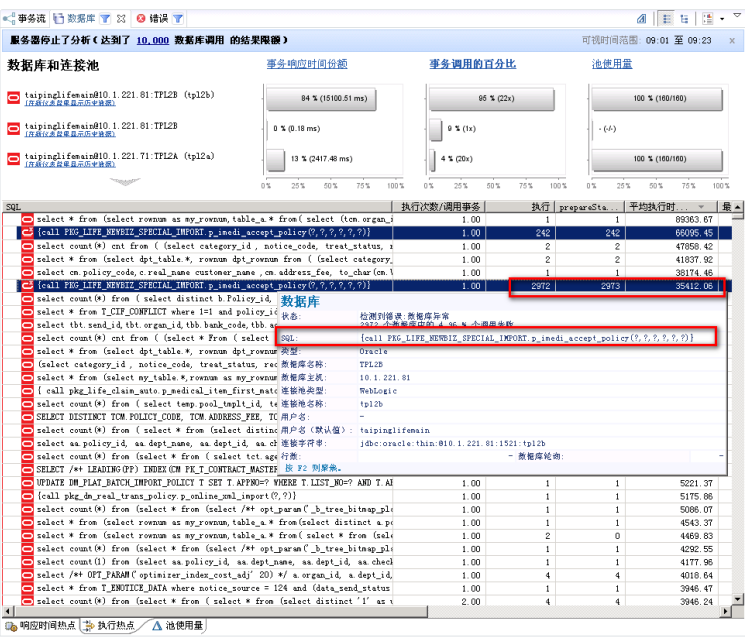 事务流 数据库 错误
服务器停止了分析(达到了 10,000 数据库调用 的结果限额) 可视时间范围: 09:01 至 09:23
数据库和连接池 事务响应时间份额 事务调用的百分比 池使用量
taipinglifemain@10.1.221.81:TPL2B (tpl2b)
(在新仪表盘里显示历史数据)
84 % (15100.51 ms) 95 % (22x) 100 % (160/160)
taipinglifemain@10.1.221.81:TPL2B
(在新仪表盘里显示历史数据)
0 % (0.18 ms) 9 % (1x) - (-/-)
taipinglifemain@10.1.221.71:TPL2A (tpl2a)
(在新仪表盘里显示历史数据)
13 % (2417.48 ms) 4 % (20x) 100 % (160/160)
0% 25% 50% 75% 100% 0% 25% 50% 75% 100% 0% 25% 50% 75% 100%
SQL 执行次数/调用事务 执行 prepareSta... 平均执行时... 最
select * from (select rownum as my_rownum,table_a.* from( select (tcm.organ_i 1.00 1 1 89363.67
{call PKG_LIFE_NEWBIZ_SPECIAL_IMPORT.p_imedi_accept_policy(?,?,?,?,?,?)} 1.00 242 242 66095.45
select count(*) cnt from ( (select category_id , notice_code, treat_status, r 1.00 2 2 47858.42
select * from (select dpt_table.*, rownum dpt_rownum from ( (select category_ 1.00 2 2 41837.92
select cm.policy_code,c.real_name customer_name ,cm.address_fee, to_char(cm.V 1.00 1 1 38174.46
{call PKG_LIFE_NEWBIZ_SPECIAL_IMPORT.p_imedi_accept_policy(?,?,?,?,?,?)} 1.00 2972 2973 35412.06
select count(*) from ( select distinct b.Policy_id,
select * from T_CIF_CONFLICT where 1=1 and policy_id
select tbt.send_id, tbt.organ_id, tbb.bank_code, tbb.ac
select count(*) cnt from ( (select * From ( select
select * from (select dpt_table.*, rownum dpt_rownum
(select category_id , notice_code, treat_status, rec
select * from (select my_table.*,rownum as my_rownum
{ call pkg_life_claim_auto.p_medical_item_first_matc
select count(*) from ( select temp.pool_tmplt_id, te
SELECT DISTINCT TCM.POLICY_CODE, TCM.ADDRESS_FEE, TC
select count(*) from ( select * from (select distinc
select aa.policy_id, aa.dept_name, aa.dept_id, aa.ch
select count(*) from (select * from ( select tct.age
SELECT /*+ LEADING(PP) INDEX(CM PK_T_CONTRACT_MASTER
数据库
状态: 检测到错误:数据库异常
2972 个数据库中的 4.96 % 个调用失败
SQL: {call PKG_LIFE_NEWBIZ_SPECIAL_IMPORT.p_imedi_accept_policy(?,?,?,?,?,?)}
类型: Oracle
数据库名称: TPL2B
数据库主机: 10.1.221.81
连接池类型: WebLogic
连接池名称: tpl2b
用户名: -
用户名 (默认值): taipinglifemain
连接字符串: jdbc:oracle:thin:@10.1.221.81:1521:tpl2b
行数: - 数据库轮询: -
按 F2 列聚焦。
UPDATE DM_PLAT_BATCH_IMPORT_POLICY T SET T.APPNO=? WHERE T.LIST_NO=? AND T.AP 1.00 1 1 5221.37
{call pkg_dm_real_trans_policy.p_online_xml_import(?,?)} 1.00 1 1 5175.86
select count(*) from (select * from (select /*+ opt_param('_b_tree_bitmap_pla 1.00 1 1 5086.07
select * from (select rownum as my_rownum,table_a.* from(select distinct a.po 1.00 1 1 4543.37
select * from (select rownum as my_rownum,table_a.* from( select * from (sele 1.00 2 0 4469.83
select count(*) from (select * from (select /*+ opt_param('_b_tree_bitmap_pla 1.00 1 1 4292.55
select count(1) from (select aa.policy_id, aa.dept_name, aa.dept_id, aa.check 1.00 1 1 4177.96
select /*+ OPT_PARAM('optimizer_index_cost_adj' 20) */ a.organ_id, a.dept_id, 1.00 4 4 4018.64
select * from T_ENOTICE_DATA where notice_source = 124 and (data_send_status 1.00 1 1 3946.47
select count(*) from (select * from ( select * from (select distinct '1' as v 2.00 4 4 3946.24
响应时间热点 执行热点 池使用量